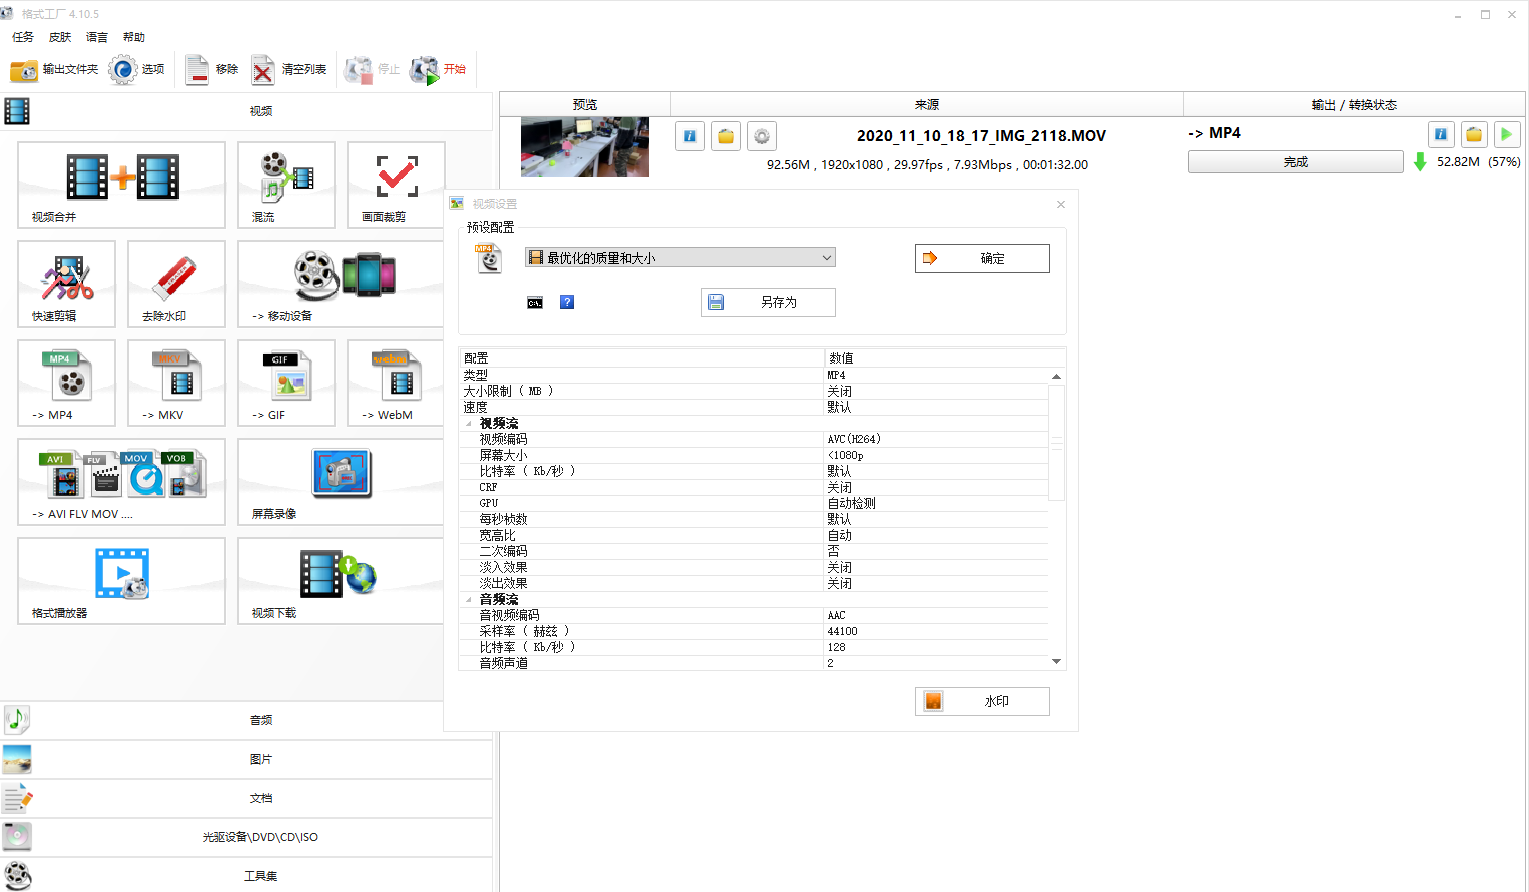 格式工厂 4.10.5
任务 皮肤 语言 帮助
输出文件夹 选项 移除 清空列表 停止 开始
视频
预览 来源 输出 / 转换状态
2020_11_10_18_17_IMG_2118.MOV
92.56M , 1920x1080 , 29.97fps , 7.93Mbps , 00:01:32.00
-> MP4
完成 52.82M (57%)
视频合并 混流 画面裁剪
快速剪辑 去除水印 -> 移动设备
MP4 MKV GIF webm
-> MP4 -> MKV -> GIF -> WebM
AVI FLV MOV VOB
-> AVI FLV MOV .... 屏幕录像
格式播放器 视频下载
音频
图片
文档
光驱设备\DVD\CD\ISO
工具集
视频设置
预设配置
MP4
最优化的质量和大小
确定
C:\. ?
另存为
配置 数值
类型 MP4
大小限制 ( MB ) 关闭
速度 默认
视频流
视频编码 AVC(H264)
屏幕大小 <1080p
比特率 ( Kb/秒 ) 默认
CRF 关闭
GPU 自动检测
每秒桢数 默认
宽高比 自动
二次编码 否
淡入效果 关闭
淡出效果 关闭
音频流
音视频编码 AAC
采样率 ( 赫兹 ) 44100
比特率 ( Kb/秒 ) 128
音频声道 2
水印